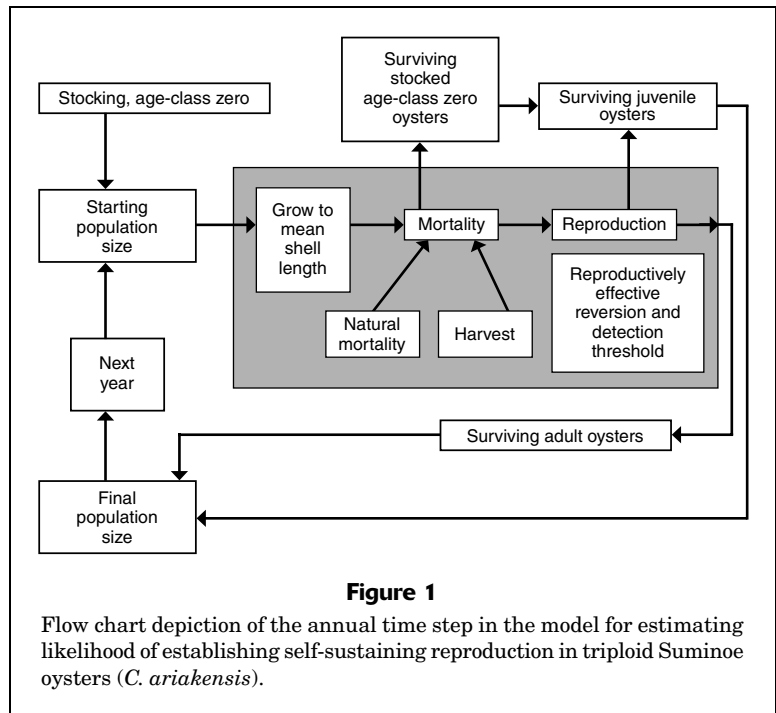 Surviving
stocked
age-class zero
oysters
Stocking, age-class zero
Surviving juvenile
oysters
Starting
population
size
Grow to
mean
shell
length
Mortality
Reproduction
Reproductively
effective
reversion and
detection
threshold
Natural
mortality
Harvest
Next
year
Surviving adult oysters
Final
population
size
Figure 1
Flow chart depiction of the annual time step in the model for estimating
likelihood of establishing self-sustaining reproduction in triploid Suminoe
oysters (C. ariakensis).